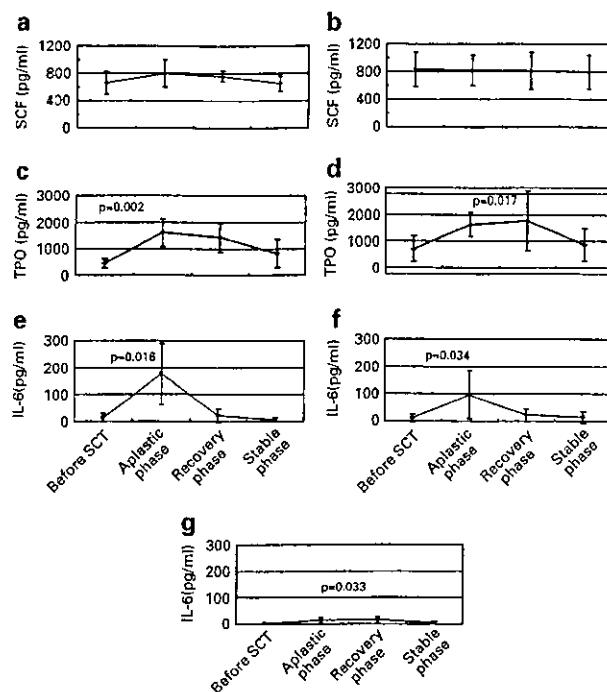 a
SCF (pg/ml)
1200
800
400
0
b
SCF (pg/ml)
1200
800
400
0
c
TPO (pg/ml)
3000
2000
1000
0
p=0.002
d
TPO (pg/ml)
3000
2000
1000
0
p=0.017
e
IL-6(pg/ml)
300
200
100
0
p=0.016
Before SCT
Aplastic phase
Recovery phase
Stable phase
f
IL-6(pg/ml)
300
200
100
0
p=0.034
Before SCT
Aplastic phase
Recovery phase
Stable phase
g
IL-6(pg/ml)
300
200
100
0
p=0.033
Before SCT
Aplastic phase
Recovery phase
Stable phase